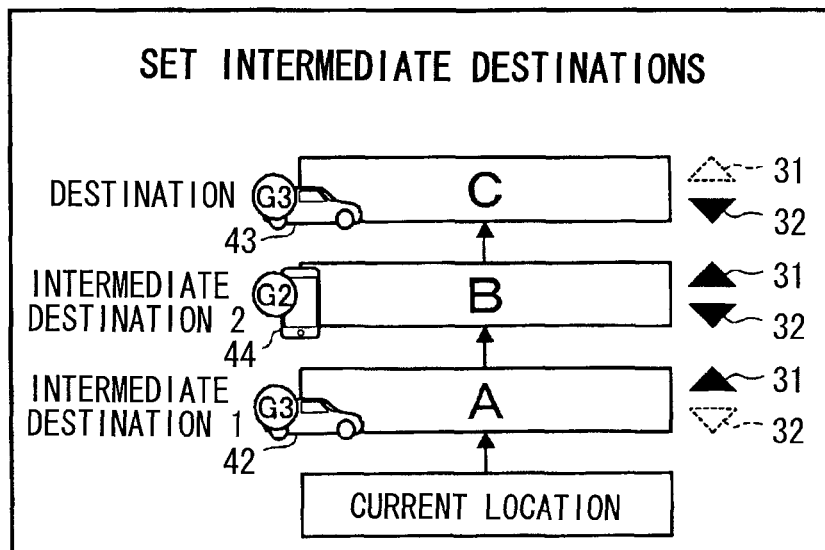 SET INTERMEDIATE DESTINATIONS
DESTINATION G3 C 31
43 32
INTERMEDIATE DESTINATION 2 G2 B 31
44 32
INTERMEDIATE DESTINATION 1 G3 A 31
42 32
CURRENT LOCATION